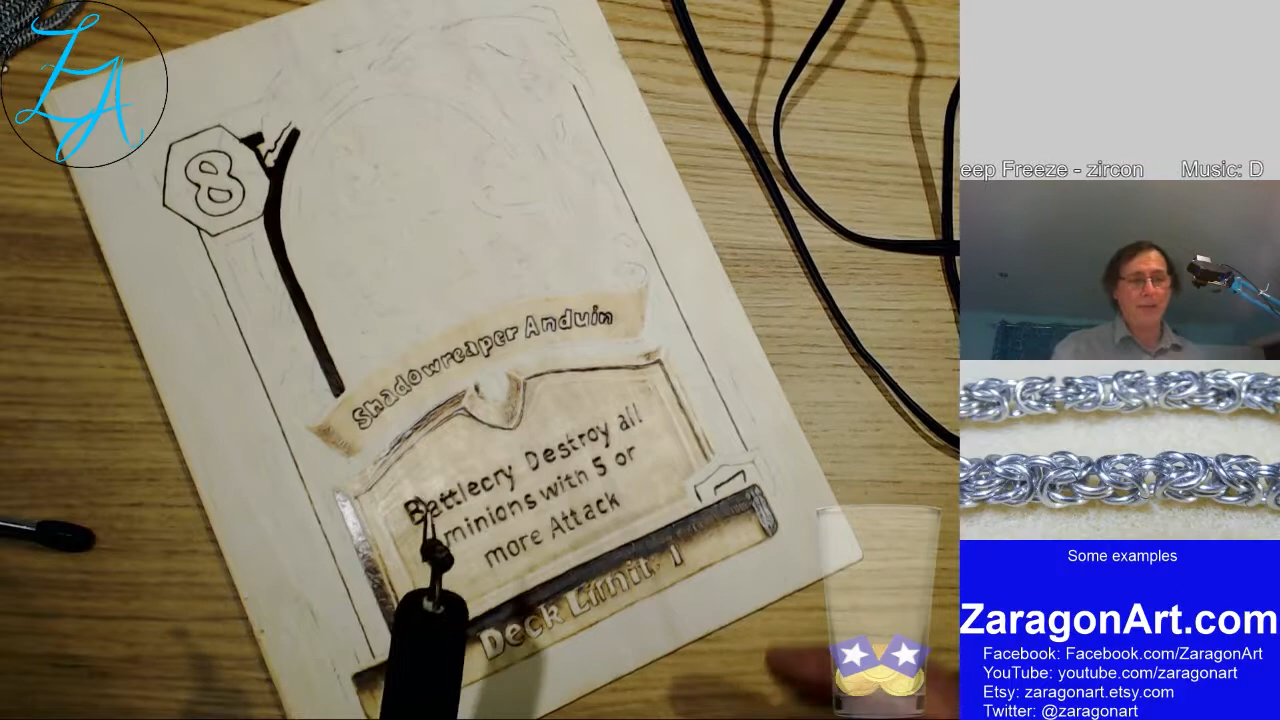 ZA
8
Shadowreaper Anduin
Battlecry Destroy all
minions with 5 or
more Attack
Deck Limit: 1
eep Freeze - zircon Music: D
Some examples
ZaragonArt.com
Facebook: Facebook.com/ZaragonArt
YouTube: youtube.com/zaragonart
Etsy: zaragonart.etsy.com
Twitter: @zaragonart